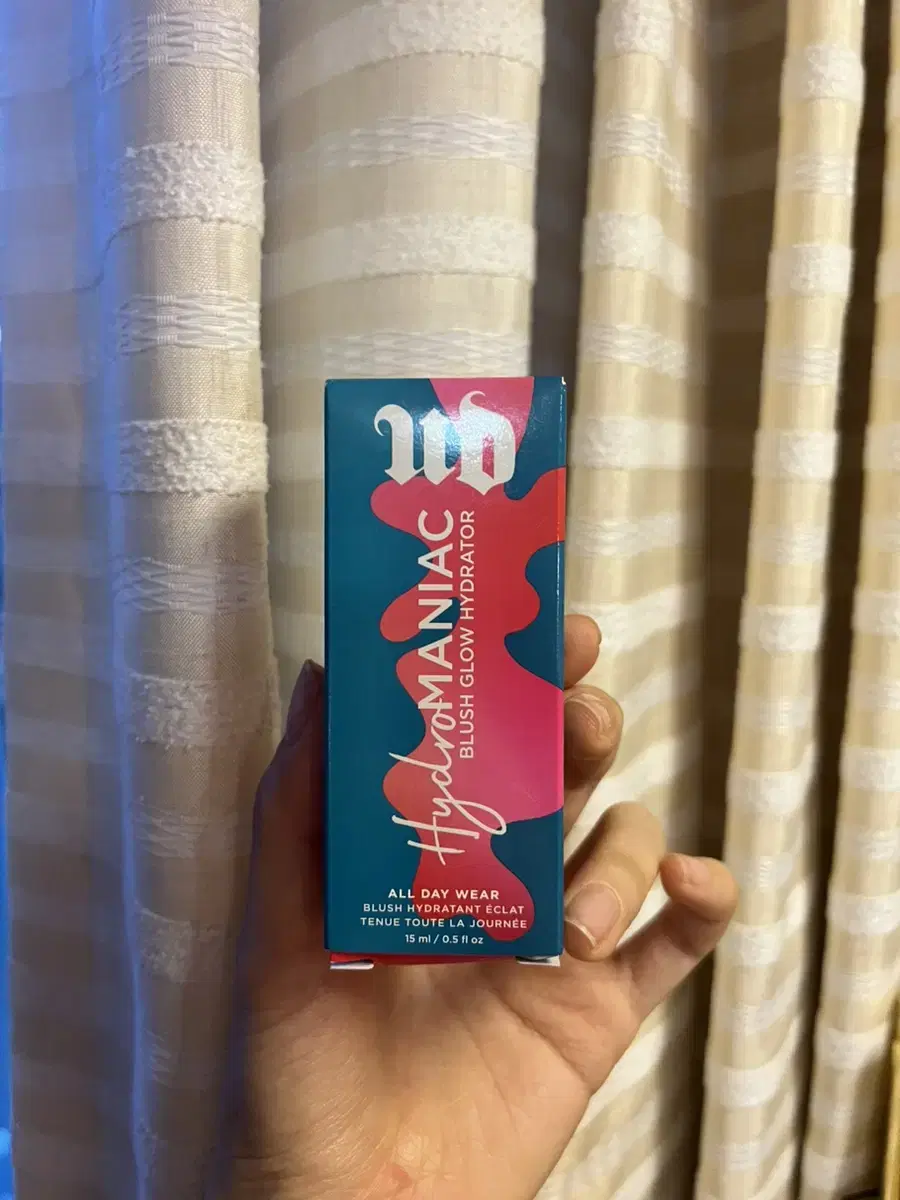 UD
HydroMANIAC
BLUSH GLOW HYDRATOR
ALL DAY WEAR
BLUSH HYDRATANT ÉCLAT
TENUE TOUTE LA JOURNÉE
15 ml / 0.5 fl oz